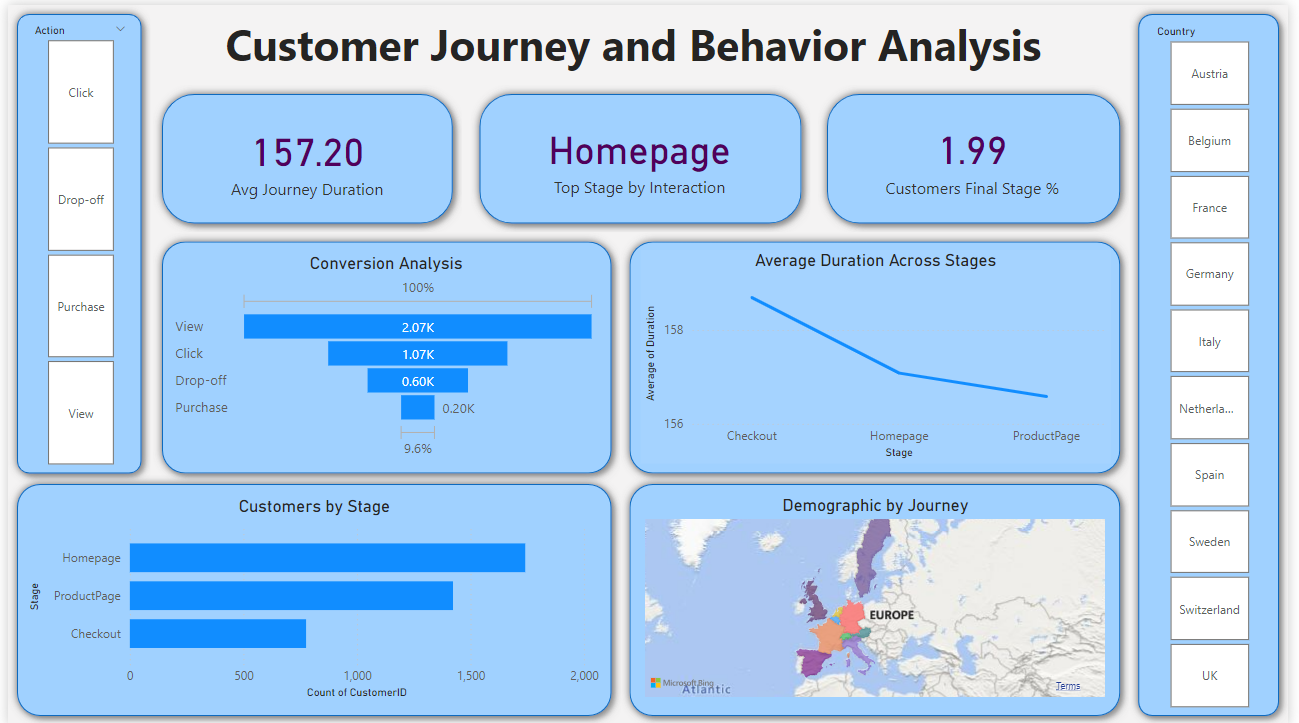 Customer Journey and Behavior Analysis
Action
Click
Drop-off
Purchase
View
157.20
Avg Journey Duration
Homepage
Top Stage by Interaction
1.99
Customers Final Stage %
Country
Austria
Belgium
France
Germany
Italy
Netherla...
Spain
Sweden
Switzerland
UK
Conversion Analysis
100%
View
2.07K
Click
1.07K
Drop-off
0.60K
Purchase
0.20K
9.6%
Average Duration Across Stages
Average of Duration
158
156
Checkout
Homepage
ProductPage
Stage
Customers by Stage
Stage
Homepage
ProductPage
Checkout
0
500
1,000
1,500
2,000
Count of CustomerID
Demographic by Journey
EUROPE
Microsoft Bing
Atlantic
Terms